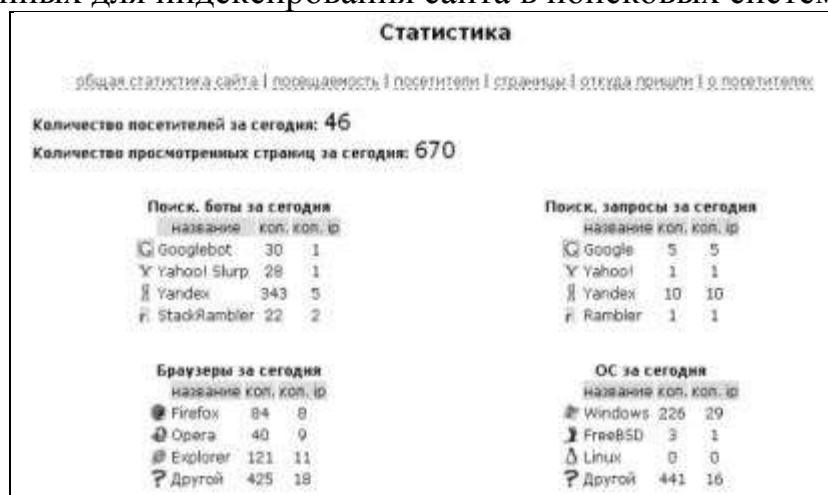 для индексирования сайта в поисковых
Статистика
общая статистика сайта | посещаемость | посетители | страницы | откуда пришли | о посетителях
Количество посетителей за сегодня: 46
Количество просмотренных страниц за сегодня: 670
Поиск. боты за сегодня
название кол. кол. ip
Googlebot 30 1
Yahoo! Slurp 28 1
Yandex 343 5
StackRambler 22 2
Поиск. запросы за сегодня
название кол. кол. ip
Google 5 5
Yahoo! 1 1
Yandex 10 10
Rambler 1 1
Браузеры за сегодня
название кол. кол. ip
Firefox 84 8
Opera 40 9
Explorer 121 11
Другой 425 18
ОС за сегодня
название кол. кол. ip
Windows 226 29
FreeBSD 3 1
Linux 0 0
Другой 441 16